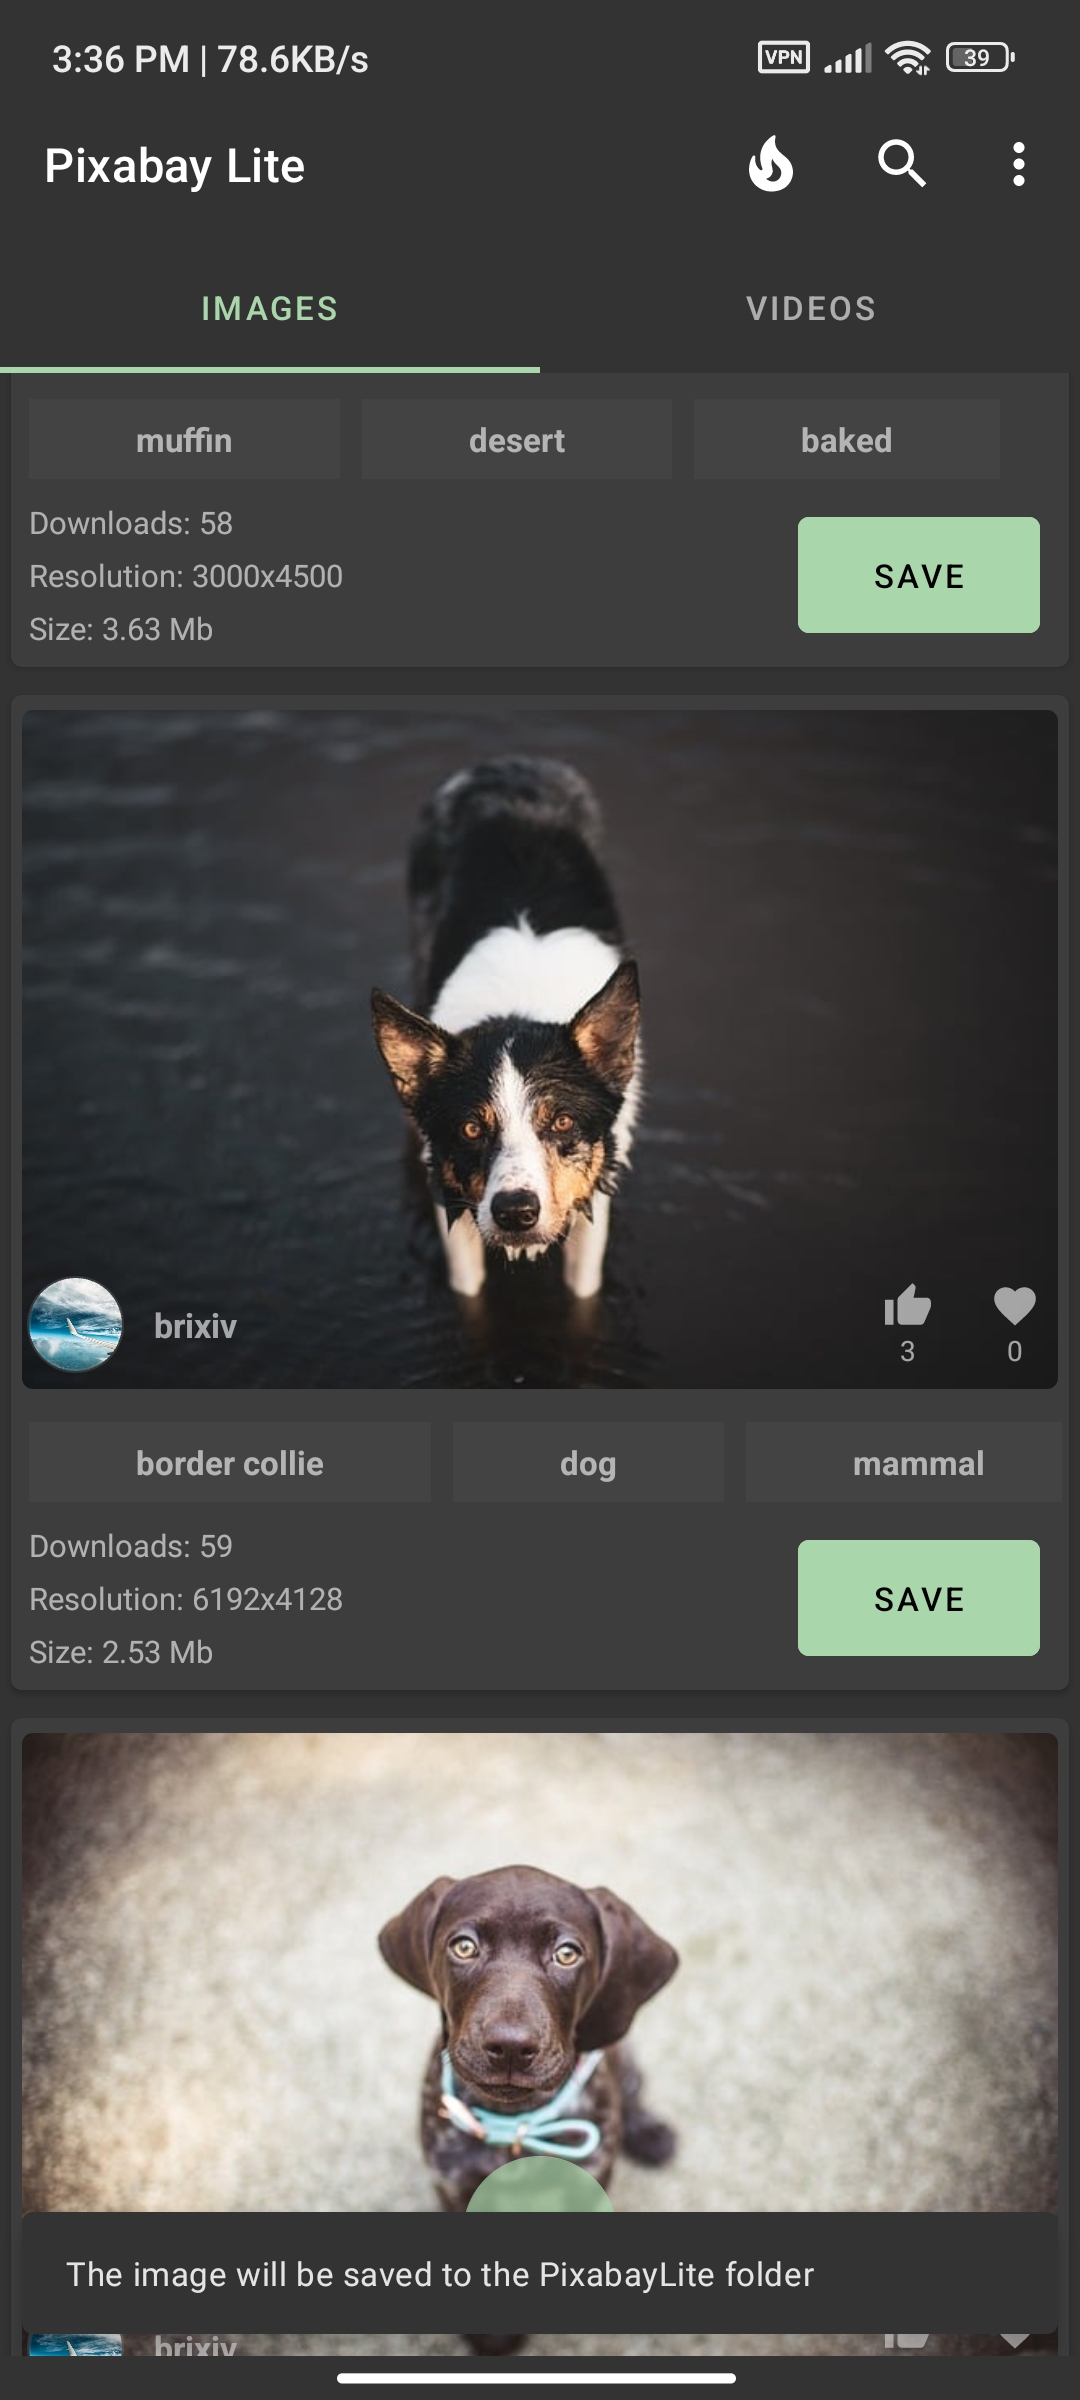 3:36 PM | 78.6KB/s VPN 39
Pixabay Lite
IMAGES VIDEOS
muffin desert baked
Downloads: 58
Resolution: 3000x4500
Size: 3.63 Mb
SAVE
brixiv
3 0
border collie dog mammal
Downloads: 59
Resolution: 6192x4128
Size: 2.53 Mb
SAVE
The image will be saved to the PixabayLite folder
brixiv